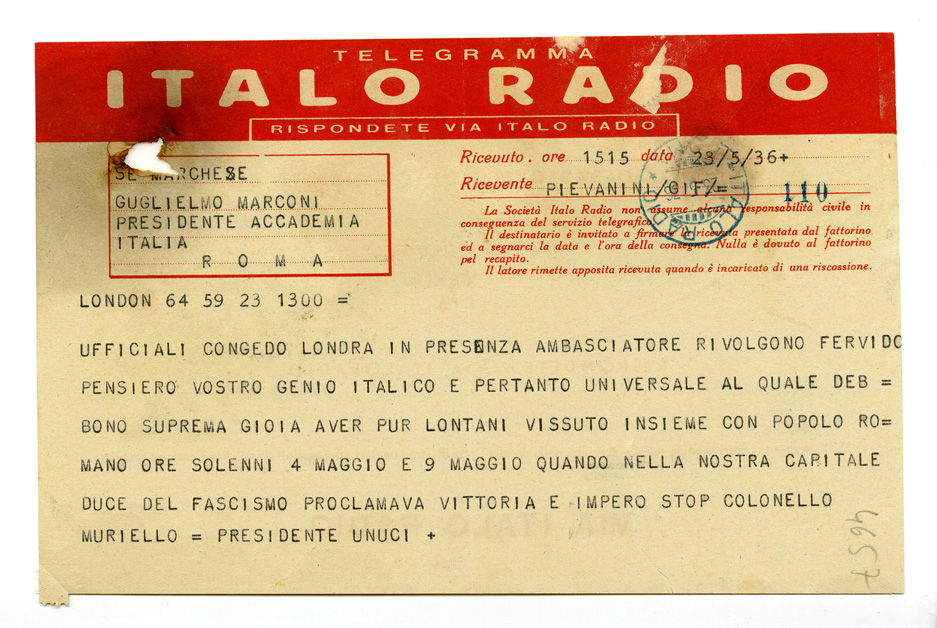 TELEGRAMMA
ITALO RADIO
RISPONDETE VIA ITALO RADIO
SE MARCHESE
GUGLIELMO MARCONI
PRESIDENTE ACCADEMIA
ITALIA
R O M A
Ricevuto. ore 1515 data 23/5/36+
Ricevente PIEVANINI/GIF/= 110
La Società Italo Radio non assume alcuna responsabilità civile in
conseguenza del servizio telegrafico.
Il destinatario è invitato a firmare la ricevuta presentata dal fattorino
ed a segnarci la data e l'ora della consegna. Nulla è dovuto al fattorino
pel recapito.
Il latore rimette apposita ricevuta quando è incaricato di una riscossione.
LONDON 64 59 23 1300 =
UFFICIALI CONGEDO LONDRA IN PRESENZA AMBASCIATORE RIVOLGONO FERVIDO
PENSIERO VOSTRO GENIO ITALICO E PERTANTO UNIVERSALE AL QUALE DEB =
BONO SUPREMA GIOIA AVER PUR LONTANI VISSUTO INSIEME CON POPOLO RO=
MANO ORE SOLENNI 4 MAGGIO E 9 MAGGIO QUANDO NELLA NOSTRA CAPITALE
DUCE DEL FASCISMO PROCLAMAVA VITTORIA E IMPERO STOP COLONELLO
MURIELLO = PRESIDENTE UNUCI +